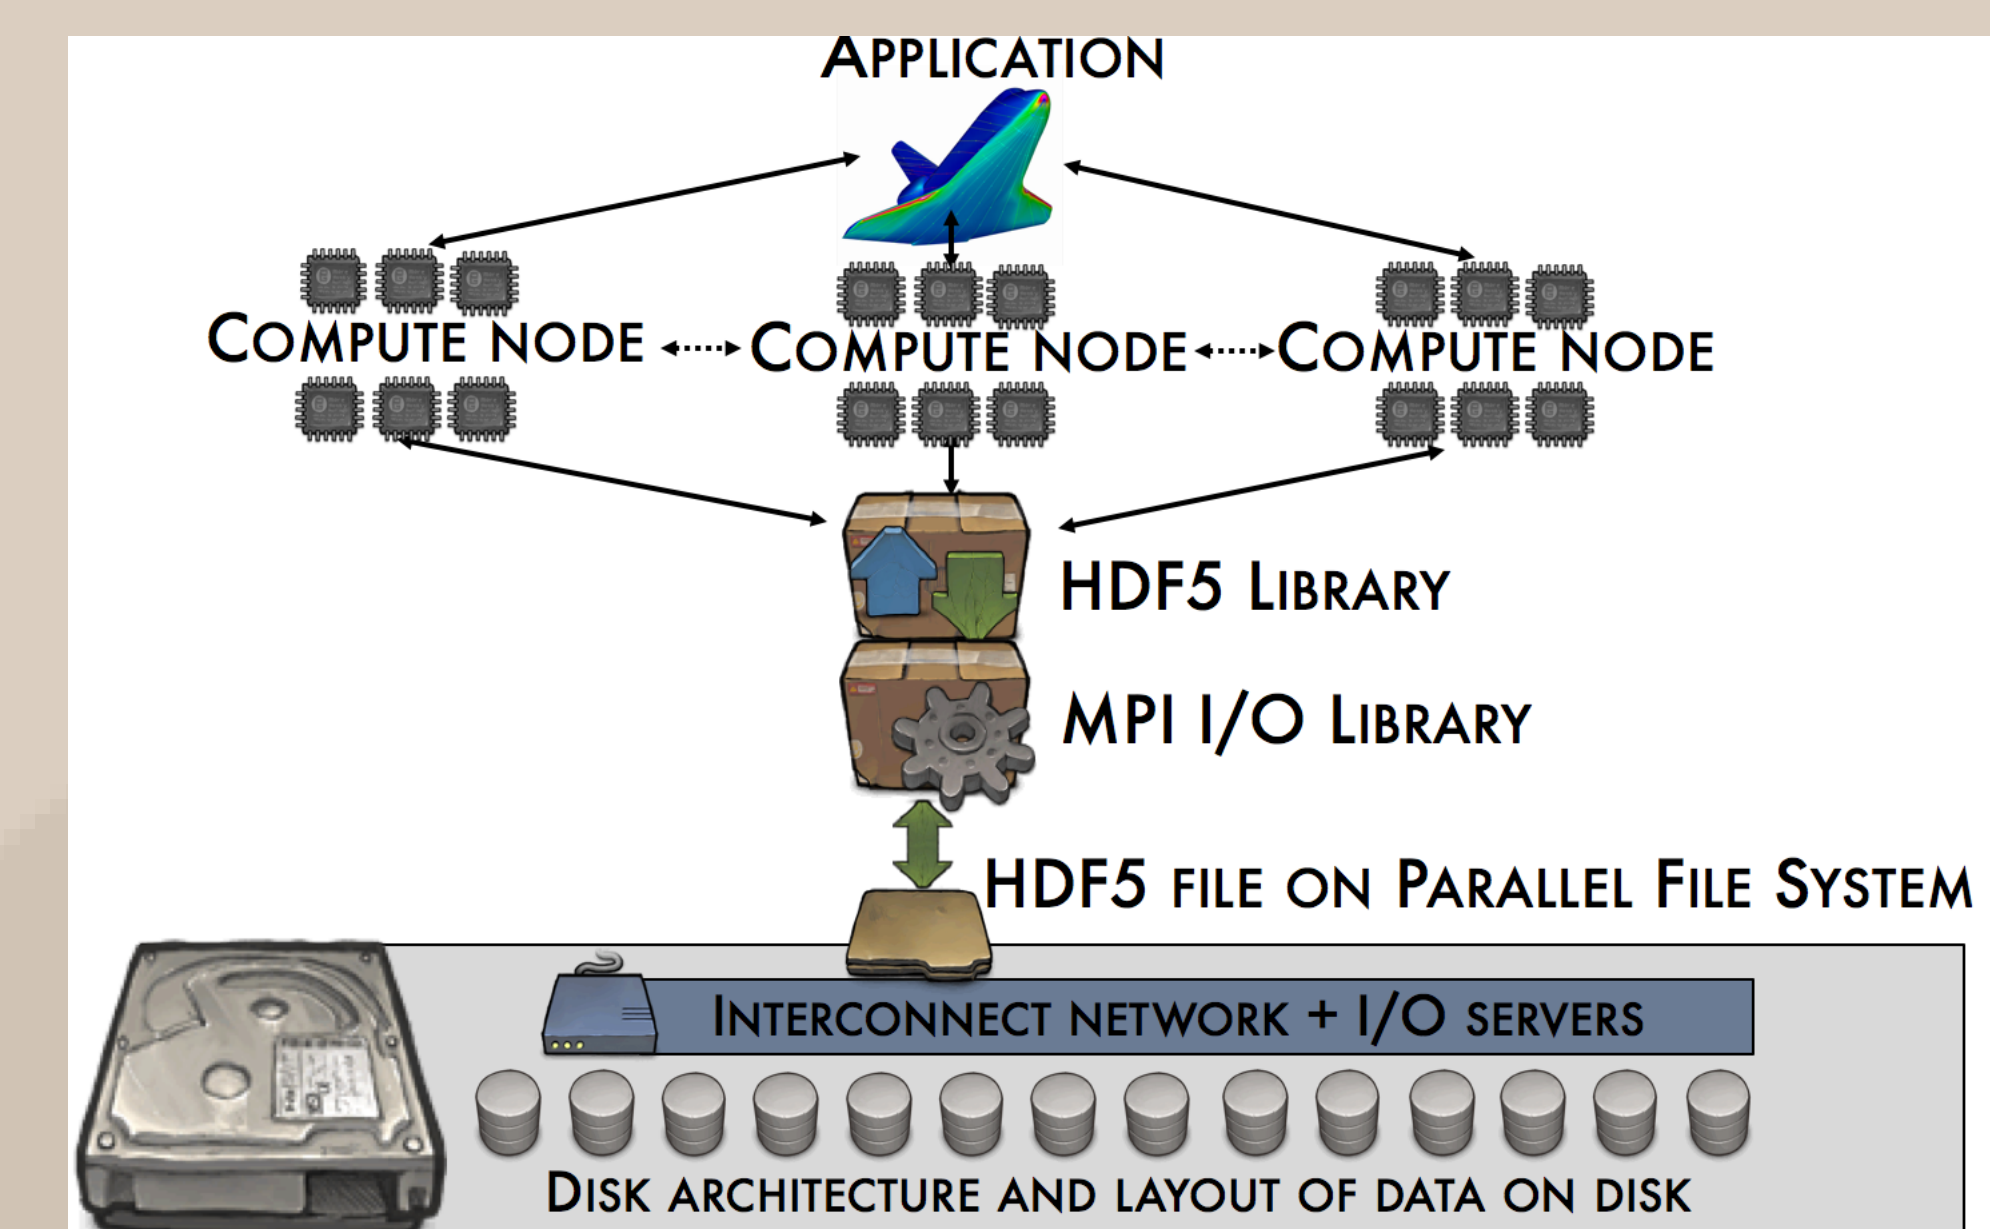 APPLICATION
COMPUTE NODE COMPUTE NODE COMPUTE NODE
HDF5 LIBRARY
MPI I/O LIBRARY
HDF5 FILE ON PARALLEL FILE SYSTEM
INTERCONNECT NETWORK + I/O SERVERS
DISK ARCHITECTURE AND LAYOUT OF DATA ON DISK